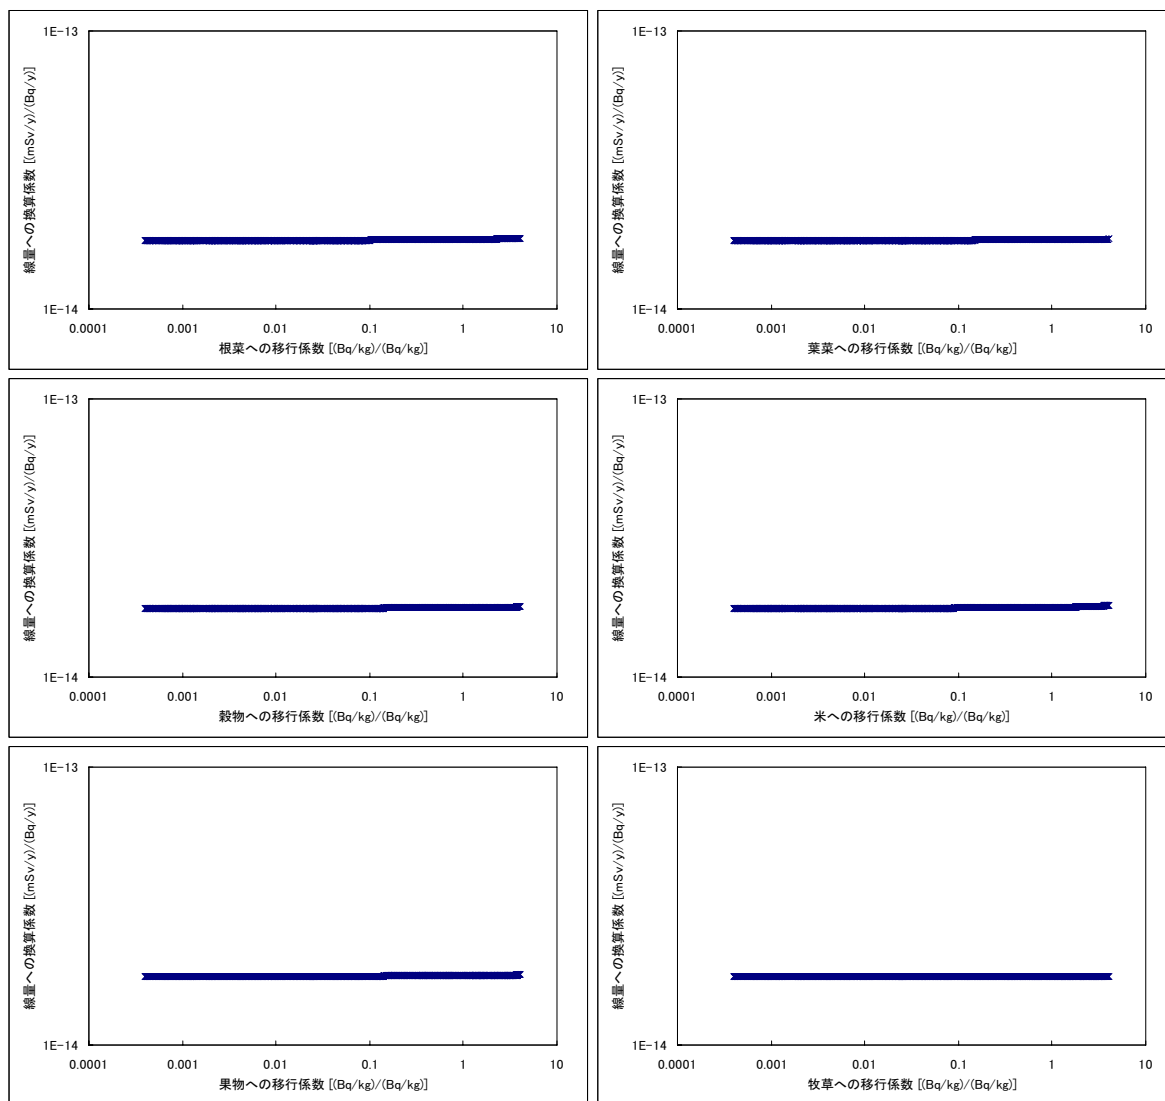 1E-13
線量への換算係数 [(mSv/y)/(Bq/y)]
1E-14
0.0001 0.001 0.01 0.1 1 10
根菜への移行係数 [(Bq/kg)/(Bq/kg)]
1E-13
線量への換算係数 [(mSv/y)/(Bq/y)]
1E-14
0.0001 0.001 0.01 0.1 1 10
葉菜への移行係数 [(Bq/kg)/(Bq/kg)]
1E-13
線量への換算係数 [(mSv/y)/(Bq/y)]
1E-14
0.0001 0.001 0.01 0.1 1 10
穀物への移行係数 [(Bq/kg)/(Bq/kg)]
1E-13
線量への換算係数 [(mSv/y)/(Bq/y)]
1E-14
0.0001 0.001 0.01 0.1 1 10
米への移行係数 [(Bq/kg)/(Bq/kg)]
1E-13
線量への換算係数 [(mSv/y)/(Bq/y)]
1E-14
0.0001 0.001 0.01 0.1 1 10
果物への移行係数 [(Bq/kg)/(Bq/kg)]
1E-13
線量への換算係数 [(mSv/y)/(Bq/y)]
1E-14
0.0001 0.001 0.01 0.1 1 10
牧草への移行係数 [(Bq/kg)/(Bq/kg)]